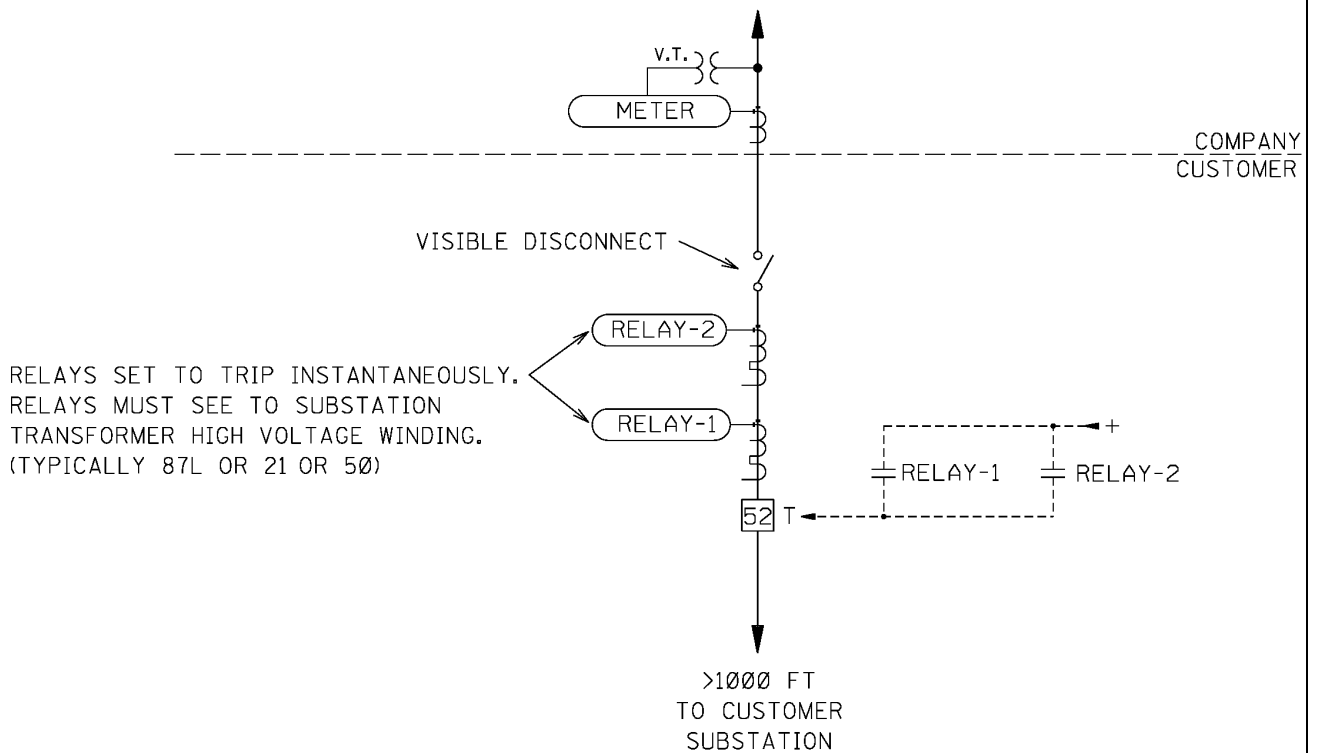 V.T.
METER
COMPANY
CUSTOMER
VISIBLE DISCONNECT
RELAY-2
RELAYS SET TO TRIP INSTANTANEOUSLY.
RELAYS MUST SEE TO SUBSTATION
TRANSFORMER HIGH VOLTAGE WINDING.
(TYPICALLY 87L OR 21 OR 50)
RELAY-1
+
RELAY-1
RELAY-2
52 T
>1000 FT
TO CUSTOMER
SUBSTATION